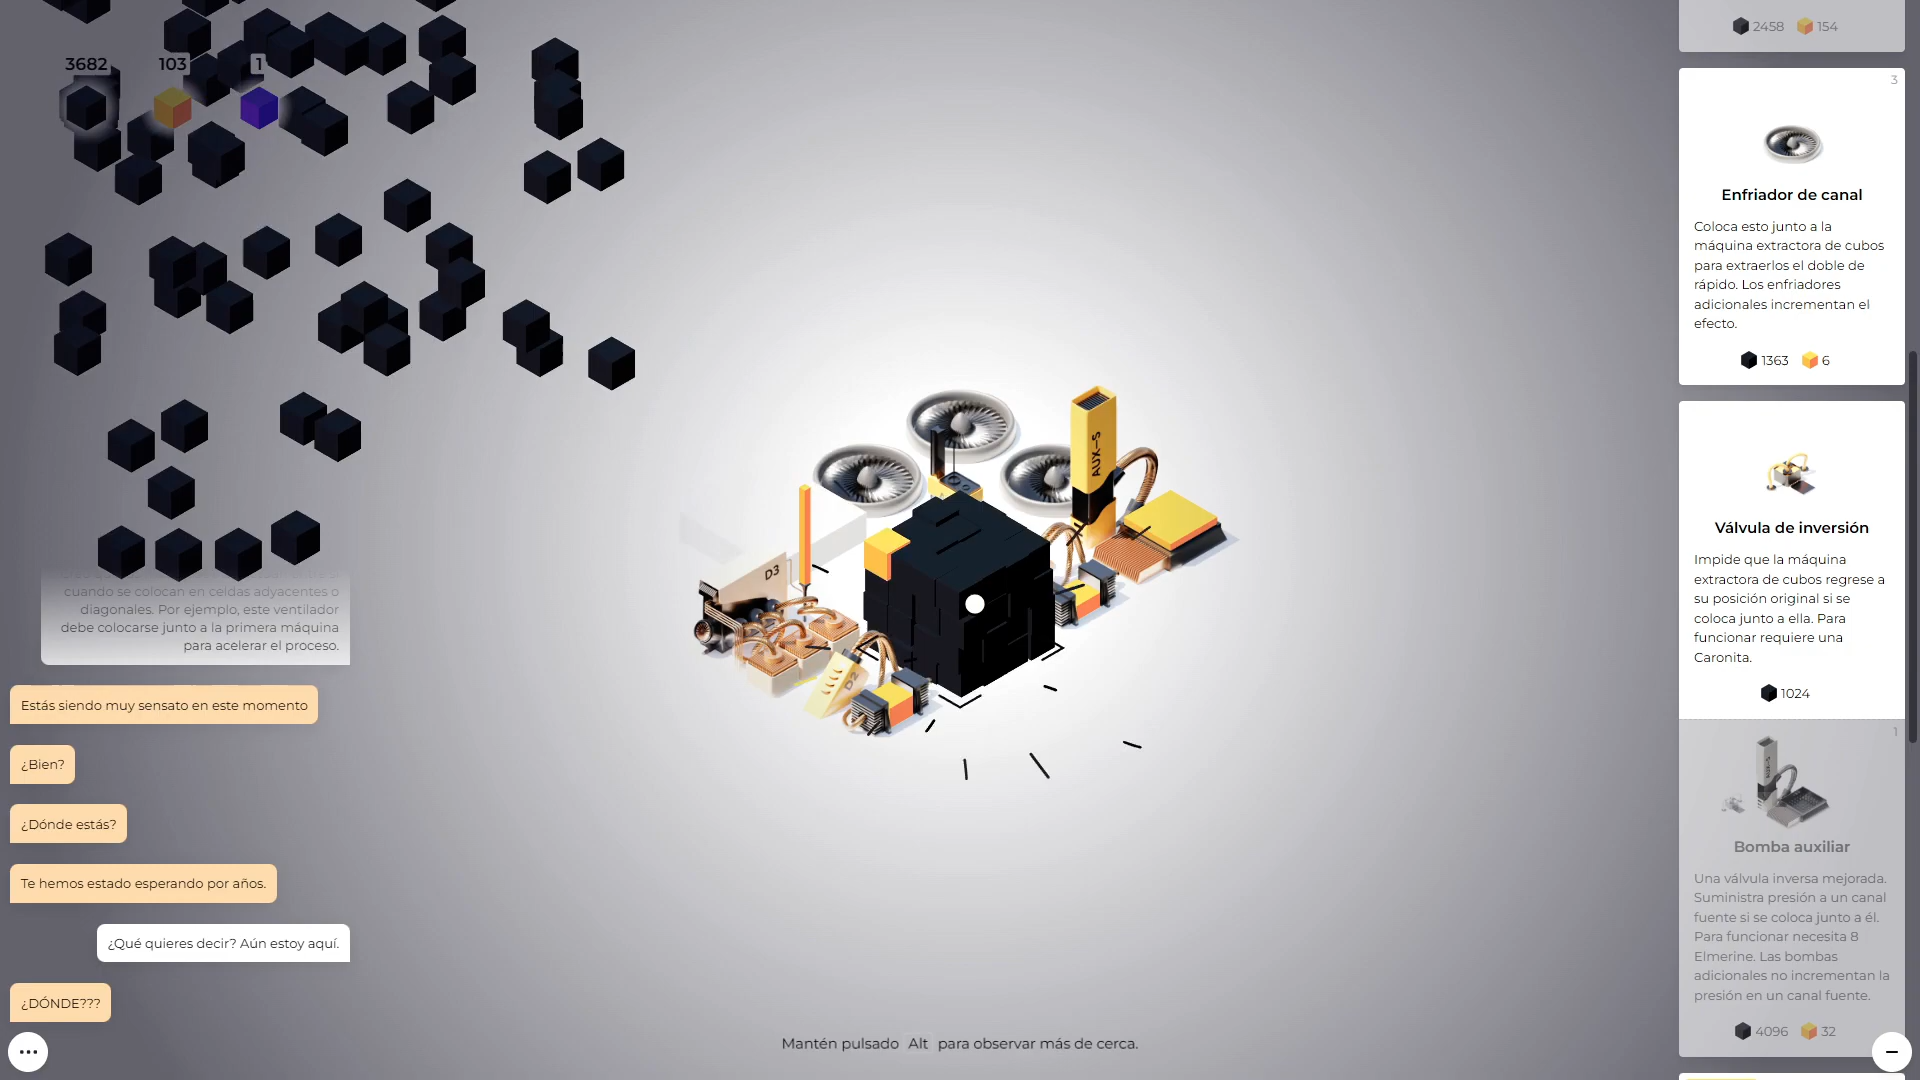 3682 103 1
cuando se colocan en celdas adyacentes o
diagonales. Por ejemplo, este ventilador
debe colocarse junto a la primera máquina
para acelerar el proceso.
Estás siendo muy sensato en este momento
¿Bien?
¿Dónde estás?
Te hemos estado esperando por años.
¿Qué quieres decir? Aún estoy aquí.
¿DÓNDE???
AUX-S
D3
D2
Mantén pulsado Alt para observar más de cerca.
2458 154
3
Enfriador de canal
Coloca esto junto a la
máquina extractora de cubos
para extraerlos el doble de
rápido. Los enfriadores
adicionales incrementan el
efecto.
1363 6
Válvula de inversión
Impide que la máquina
extractora de cubos regrese a
su posición original si se
coloca junto a ella. Para
funcionar requiere una
Caronita.
1024
1
Bomba auxiliar
Una válvula inversa mejorada.
Suministra presión a un canal
fuente si se coloca junto a él.
Para funcionar necesita 8
Elmerine. Las bombas
adicionales no incrementan la
presión en un canal fuente.
4096 32